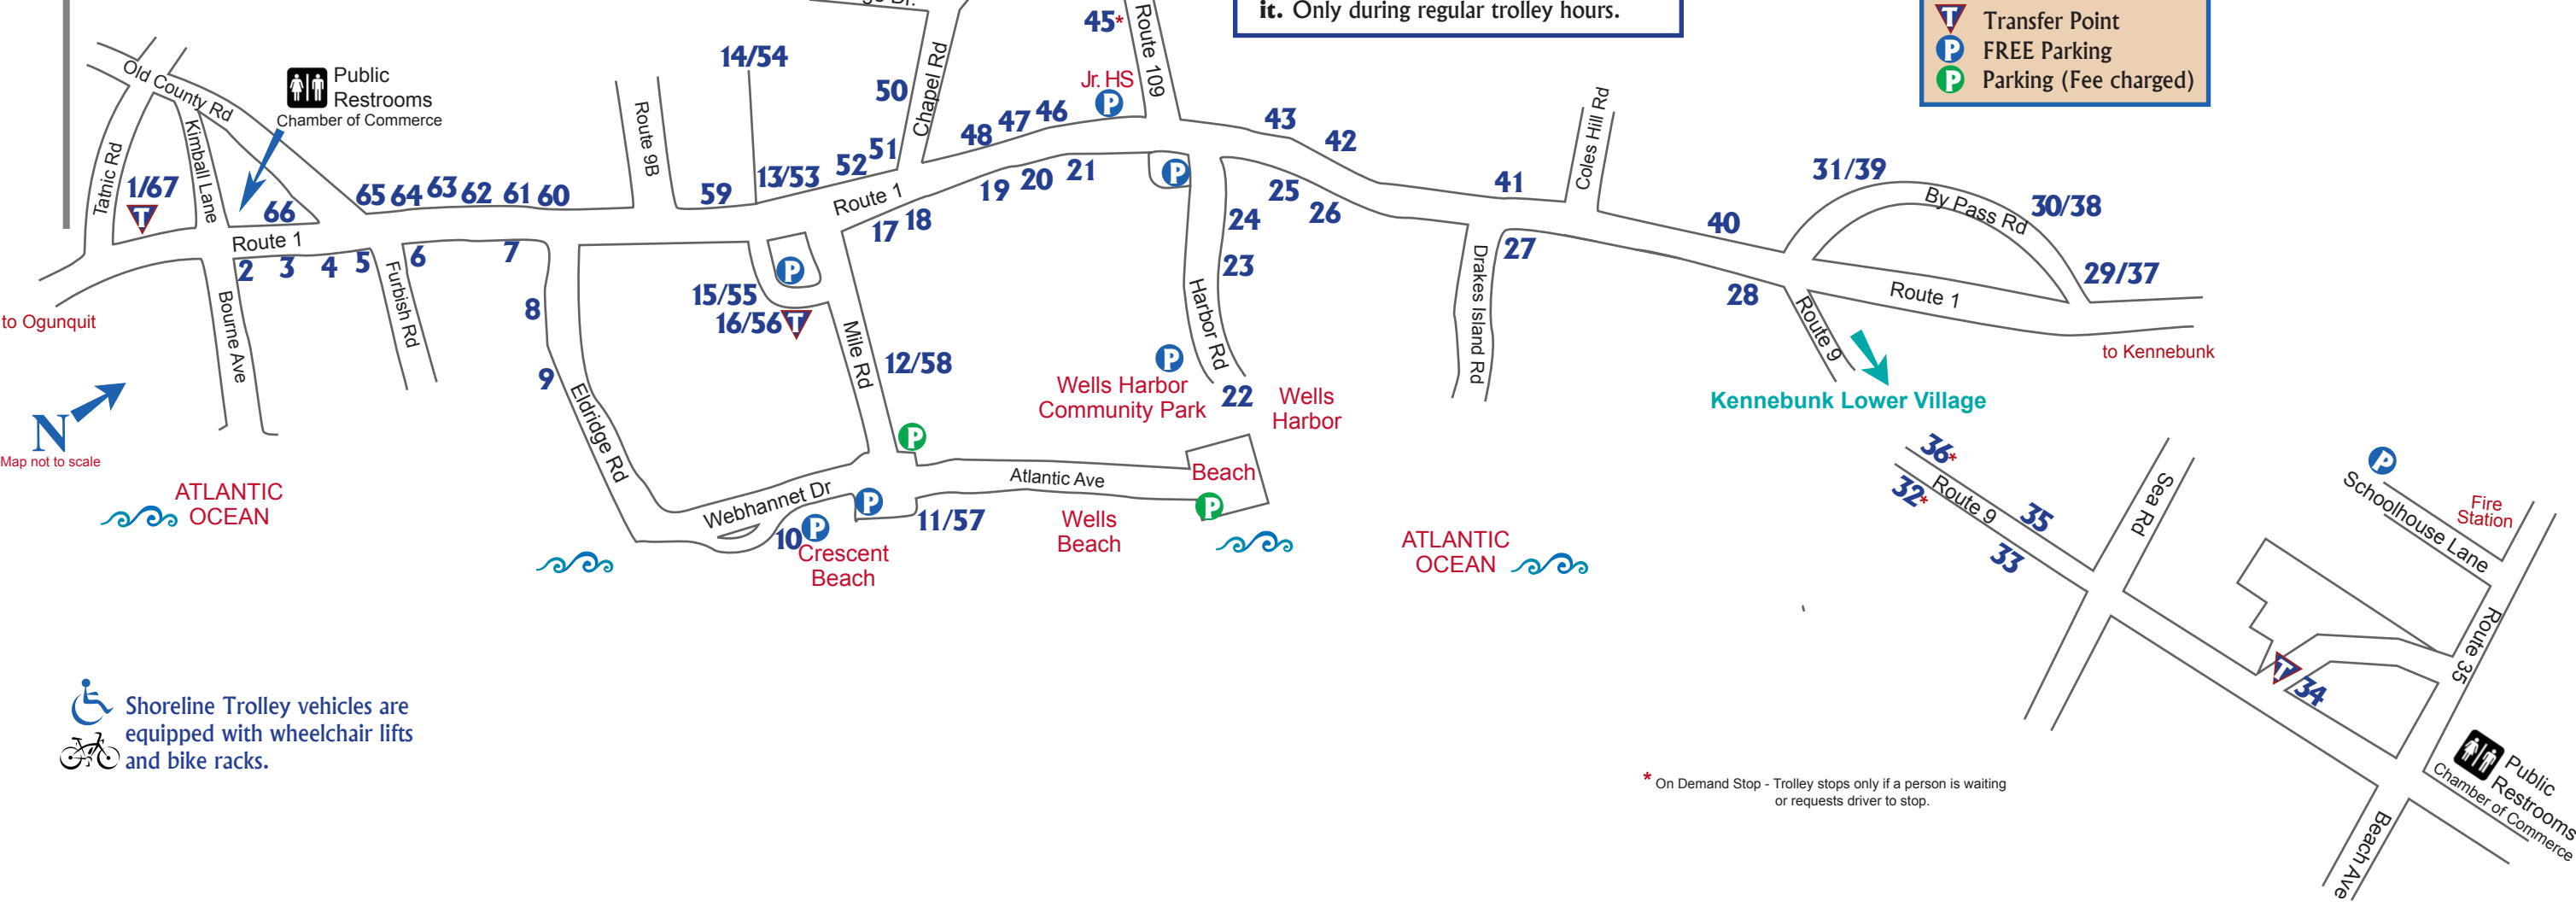 45*
Route 109
it. Only during regular trolley hours.
T Transfer Point
P FREE Parking
P Parking (Fee charged)
14/54
Old County Rd
Public
Restrooms
Chamber of Commerce
Tatnic Rd
1/67
T
Kimball Lane
66
Route 1
65 64 63 62 61 60
Route 9B
59
13/53
52
51
50
Chapel Rd
48
47
46
Jr. HS
P
43
42
41
Coles Hill Rd
40
31/39
By Pass Rd
30/38
29/37
Route 1
to Kennebunk
to Ogunquit
2
3
4
5
6
7
8
9
Bourne Ave
Furbish Rd
Eldridge Rd
15/55
16/56
T
P
Mile Rd
12/58
Route 1
17
18
19
20
21
P
24
23
22
Harbor Rd
25
26
27
Drakes Island Rd
28
Route 9
Kennebunk Lower Village
P
Wells Harbor
Community Park
Wells
Harbor
N
Map not to scale
ATLANTIC
OCEAN
Webhannet Dr
10
P
Crescent
Beach
P
P
11/57
Atlantic Ave
Wells
Beach
Beach
P
ATLANTIC
OCEAN
36*
32*
Route 9
35
33
Sea Rd
P
Schoolhouse Lane
Fire
Station
Route 35
T
34
Public
Restrooms
Chamber of Commerce
Beach Ave
Shoreline Trolley vehicles are
equipped with wheelchair lifts
and bike racks.
* On Demand Stop - Trolley stops only if a person is waiting
or requests driver to stop.